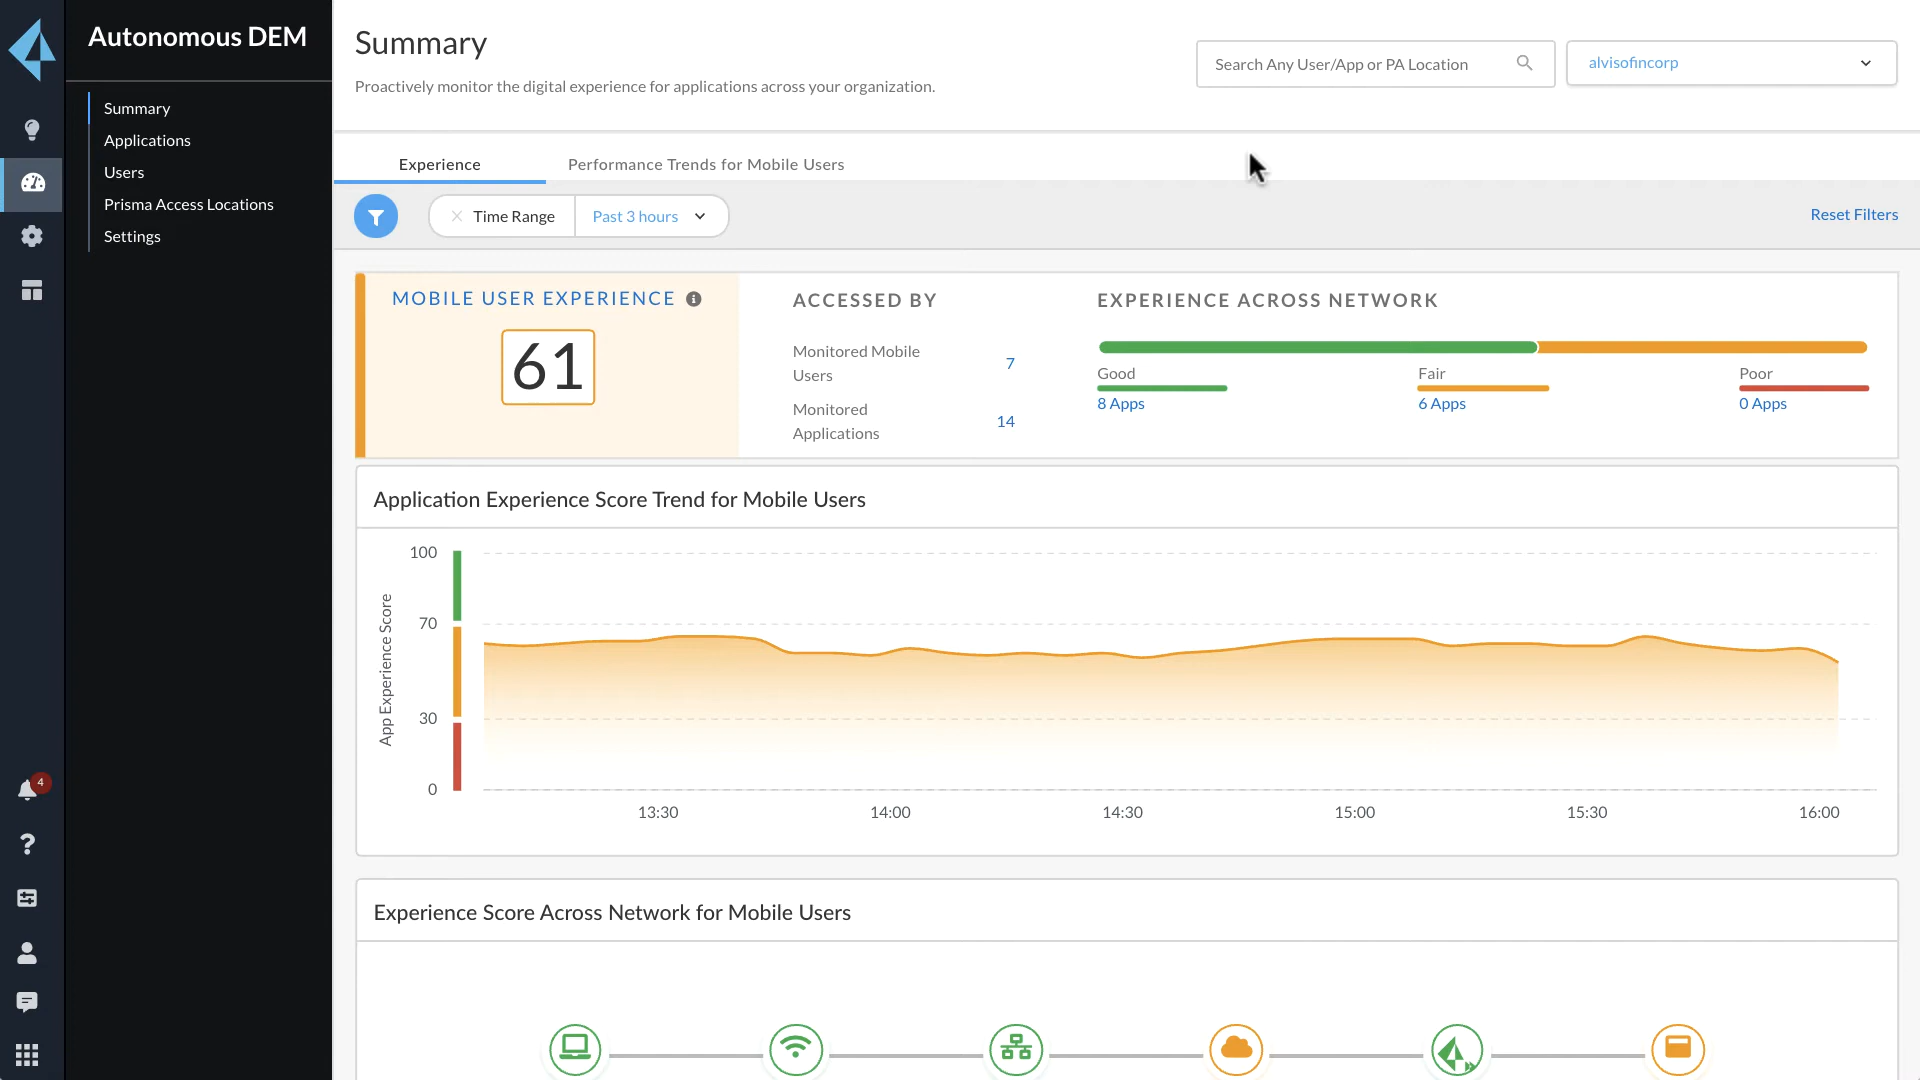 Autonomous DEM
Summary
Applications
Users
Prisma Access Locations
Settings
4
Summary
Proactively monitor the digital experience for applications across your organization.
Search Any User/App or PA Location
alvisofincorp
Experience
Performance Trends for Mobile Users
Time Range
Past 3 hours
Reset Filters
MOBILE USER EXPERIENCE
61
ACCESSED BY
Monitored Mobile
Users
7
Monitored
Applications
14
EXPERIENCE ACROSS NETWORK
Good
8 Apps
Fair
6 Apps
Poor
0 Apps
Application Experience Score Trend for Mobile Users
App Experience Score
100
70
30
0
13:30
14:00
14:30
15:00
15:30
16:00
Experience Score Across Network for Mobile Users